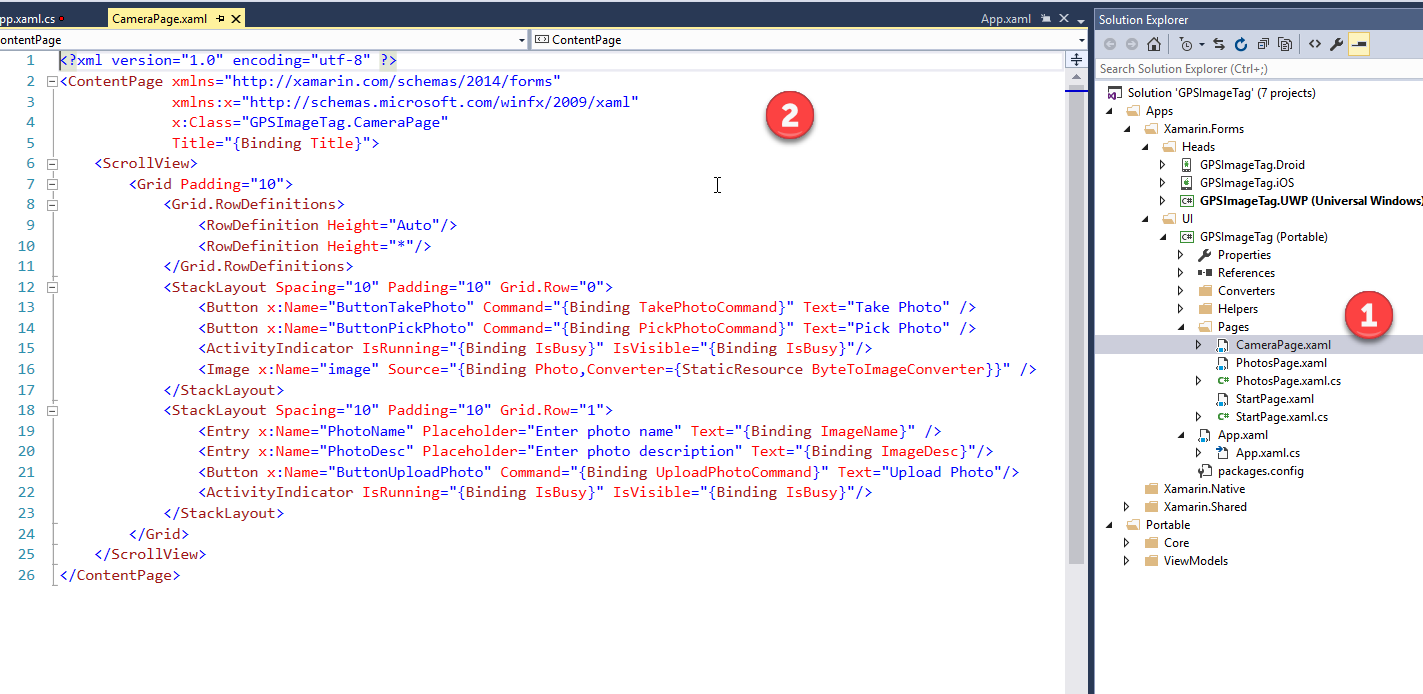 pp.xaml.cs
CameraPage.xaml
App.xaml
ontentPage
ContentPage
1 <?xml version="1.0" encoding="utf-8" ?>
2 <ContentPage xmlns="http://xamarin.com/schemas/2014/forms"
3 xmlns:x="http://schemas.microsoft.com/winfx/2009/xaml"
4 x:Class="GPSImageTag.CameraPage"
5 Title="{Binding Title}">
6 <ScrollView>
7 <Grid Padding="10">
8 <Grid.RowDefinitions>
9 <RowDefinition Height="Auto"/>
10 <RowDefinition Height="*"/>
11 </Grid.RowDefinitions>
12 <StackLayout Spacing="10" Padding="10" Grid.Row="0">
13 <Button x:Name="ButtonTakePhoto" Command="{Binding TakePhotoCommand}" Text="Take Photo" />
14 <Button x:Name="ButtonPickPhoto" Command="{Binding PickPhotoCommand}" Text="Pick Photo" />
15 <ActivityIndicator IsRunning="{Binding IsBusy}" IsVisible="{Binding IsBusy}"/>
16 <Image x:Name="image" Source="{Binding Photo,Converter={StaticResource ByteToImageConverter}}" />
17 </StackLayout>
18 <StackLayout Spacing="10" Padding="10" Grid.Row="1">
19 <Entry x:Name="PhotoName" Placeholder="Enter photo name" Text="{Binding ImageName}" />
20 <Entry x:Name="PhotoDesc" Placeholder="Enter photo description" Text="{Binding ImageDesc}"/>
21 <Button x:Name="ButtonUploadPhoto" Command="{Binding UploadPhotoCommand}" Text="Upload Photo"/>
22 <ActivityIndicator IsRunning="{Binding IsBusy}" IsVisible="{Binding IsBusy}"/>
23 </StackLayout>
24 </Grid>
25 </ScrollView>
26 </ContentPage>
2
Solution Explorer
Search Solution Explorer (Ctrl+;)
Solution 'GPSImageTag' (7 projects)
Apps
Xamarin.Forms
Heads
GPSImageTag.Droid
GPSImageTag.iOS
C# GPSImageTag.UWP (Universal Windows)
UI
C# GPSImageTag (Portable)
Properties
References
Converters
Helpers
Pages
1
CameraPage.xaml
PhotosPage.xaml
C# PhotosPage.xaml.cs
StartPage.xaml
C# StartPage.xaml.cs
App.xaml
App.xaml.cs
packages.config
Xamarin.Native
Xamarin.Shared
Portable
Core
ViewModels